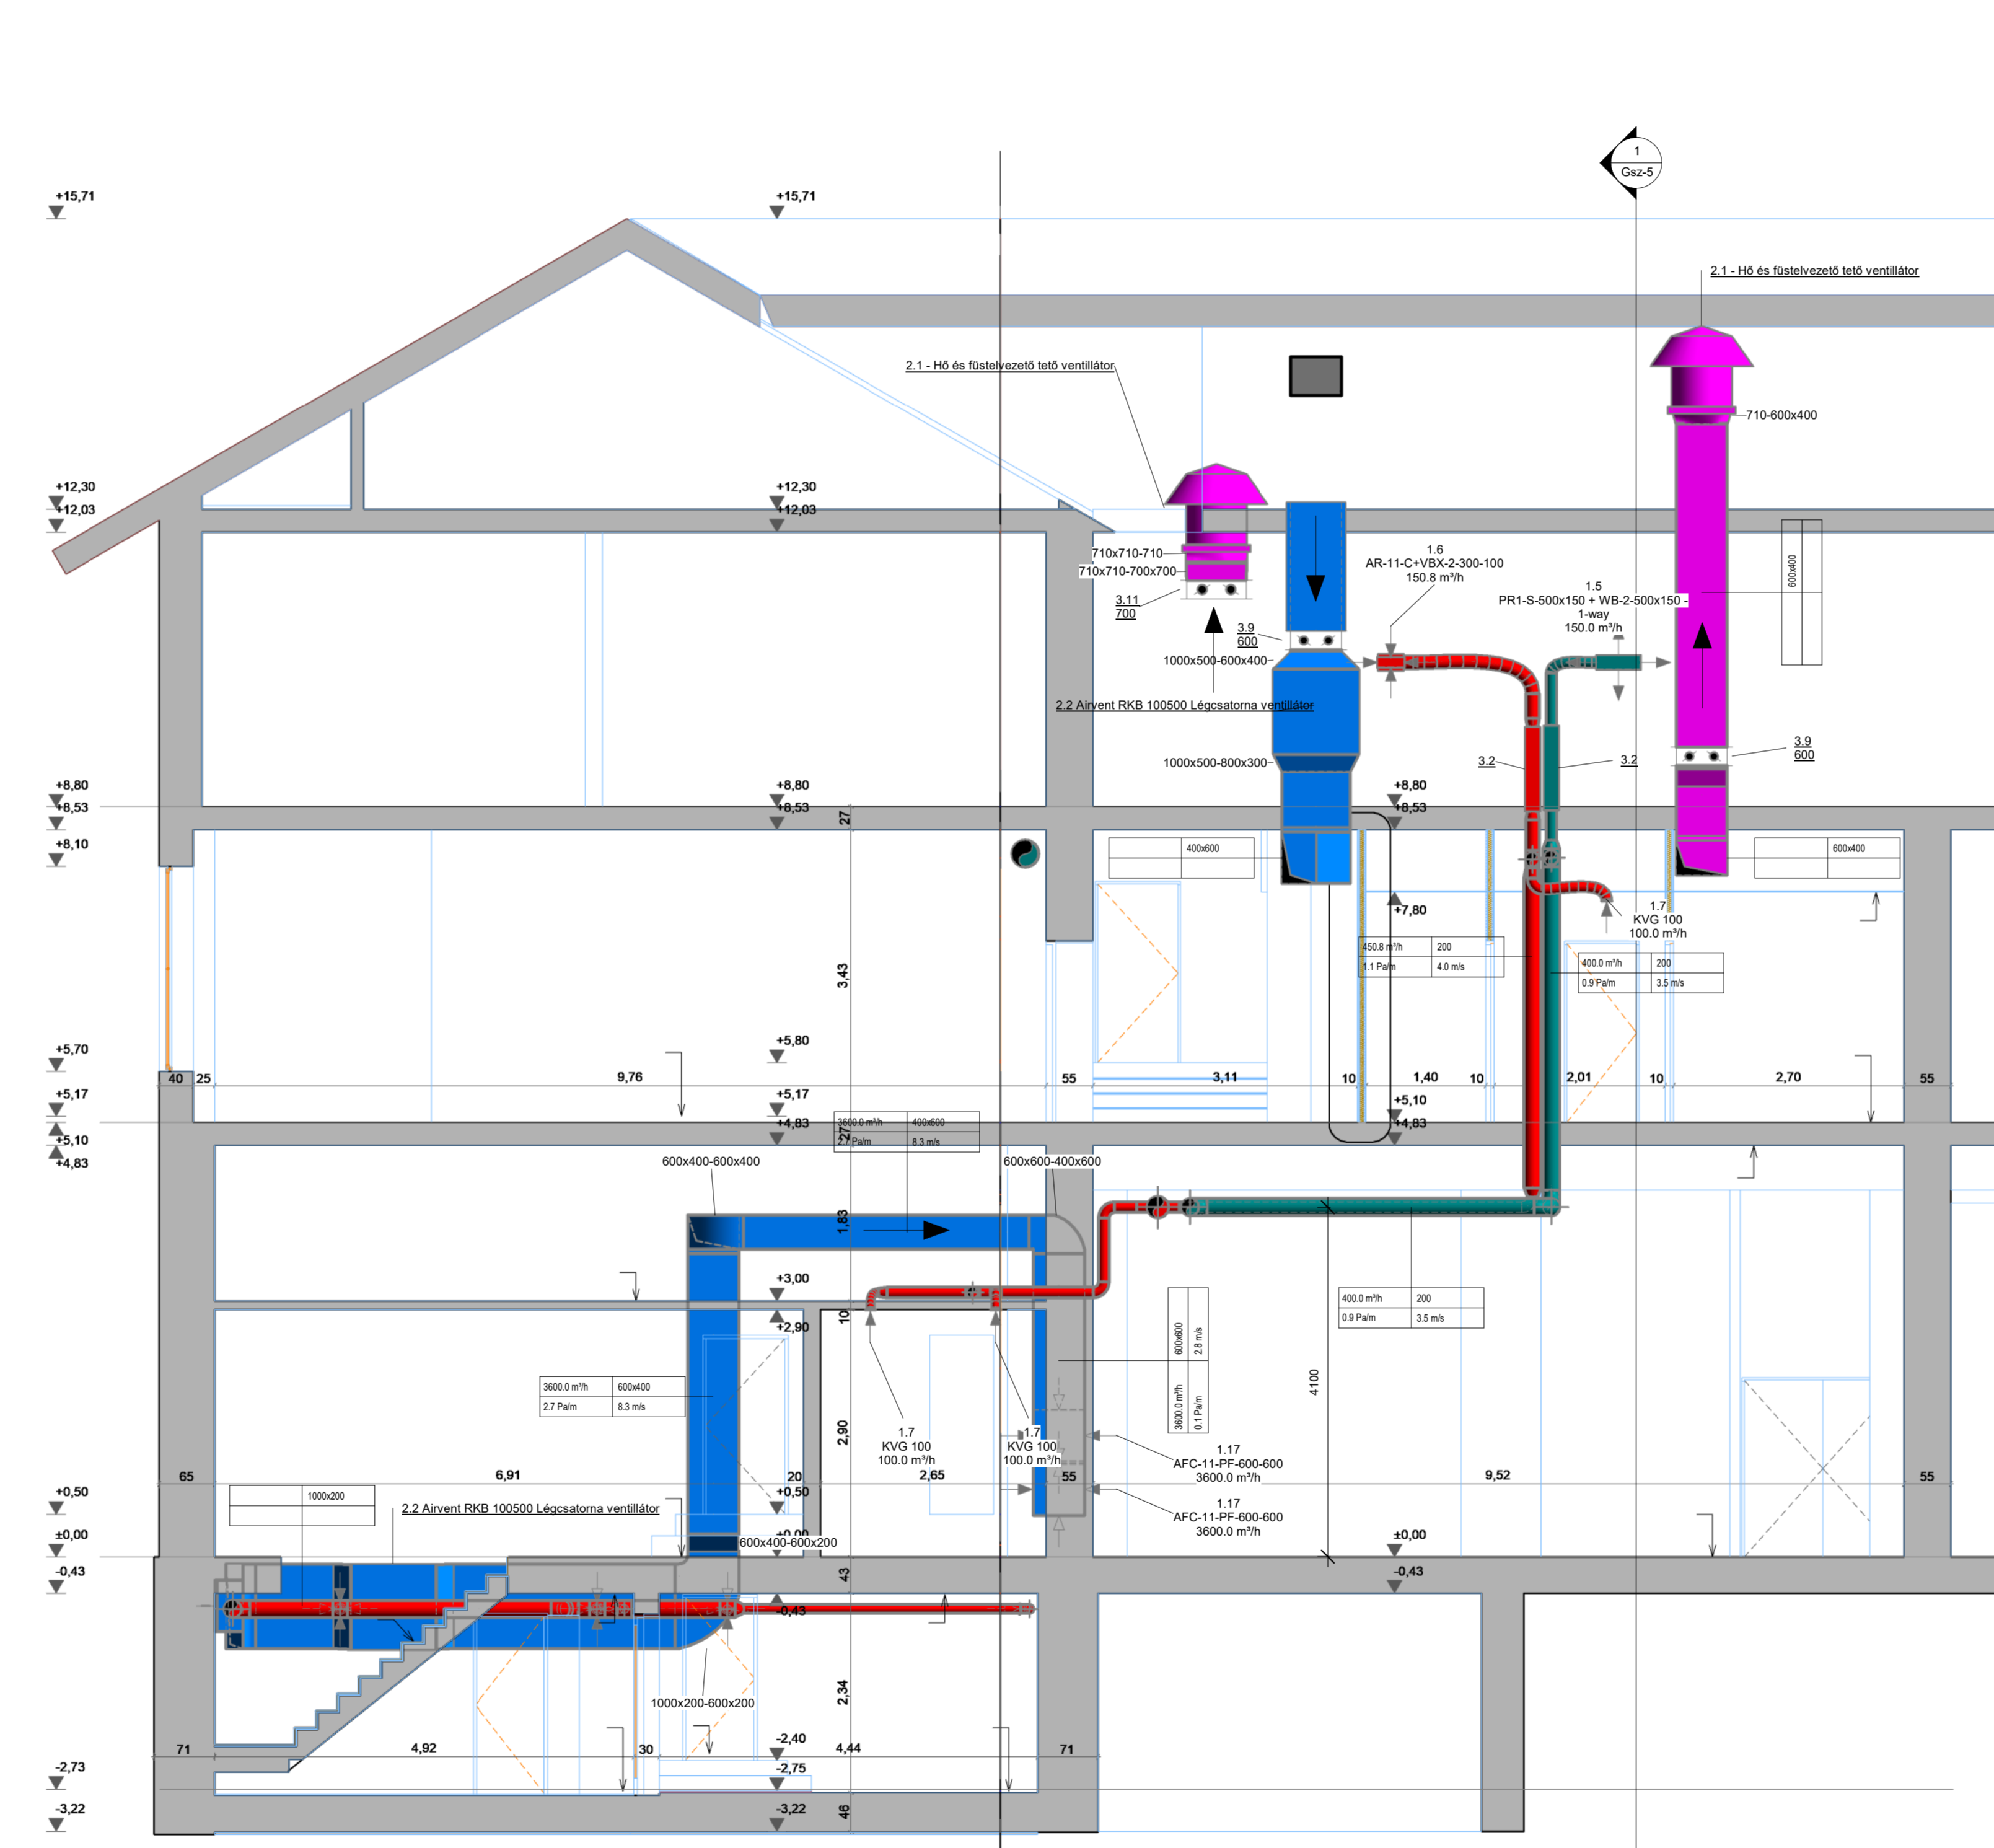 1
Gsz-5
+15,71
+15,71
2.1 - Hő és füstelvezető tető ventillátor
2.1 - Hő és füstelvezető tető ventillátor
710-600x400
+12,30
+12,03
+12,30
+12,03
710x710-710
710x710-700x700
3.11
700
3.9
600
1000x500-600x400
2.2 Airvent RKB 100500 Légcsatorna ventillátor
1000x500-800x300
1.6
AR-11-C+VBX-2-300-100
150.8 m³/h
1.5
PR1-S-500x150 + WB-2-500x150 -
1-way
150.0 m³/h
600x400
3.2
3.2
3.9
600
+8,80
+8,53
+8,10
+8,80
+8,53
27
+8,80
+8,53
400x600
600x400
+7,80
1.7
KVG 100
100.0 m³/h
450.8 m³/h
200
1.1 Pa/m
4.0 m/s
400.0 m³/h
200
0.9 Pa/m
3.5 m/s
3,43
+5,70
+5,17
+5,10
+4,83
+5,80
+5,17
+4,83
+5,10
+4,83
40
25
9,76
55
3,11
10
1,40
10
2,01
10
2,70
55
3600.0 m³/h
400x600
2.7 Pa/m
8.3 m/s
27
600x400-600x400
600x600-400x600
1,83
+3,00
10
+2,90
400.0 m³/h
200
0.9 Pa/m
3.5 m/s
4100
3600.0 m³/h
600x600
0.1 Pa/m
2.8 m/s
3600.0 m³/h
600x400
2.7 Pa/m
8.3 m/s
2,90
1.7
KVG 100
100.0 m³/h
1.7
KVG 100
100.0 m³/h
1.17
AFC-11-PF-600-600
3600.0 m³/h
1.17
AFC-11-PF-600-600
3600.0 m³/h
65
6,91
20
2,65
55
9,52
55
+0,50
±0,00
-0,43
1000x200
2.2 Airvent RKB 100500 Légcsatorna ventillátor
+0,50
±0,00
600x400-600x200
43
-0,43
±0,00
-0,43
1000x200-600x200
2,34
71
4,92
30
4,44
71
-2,40
-2,75
-3,22
46
-2,73
-3,22